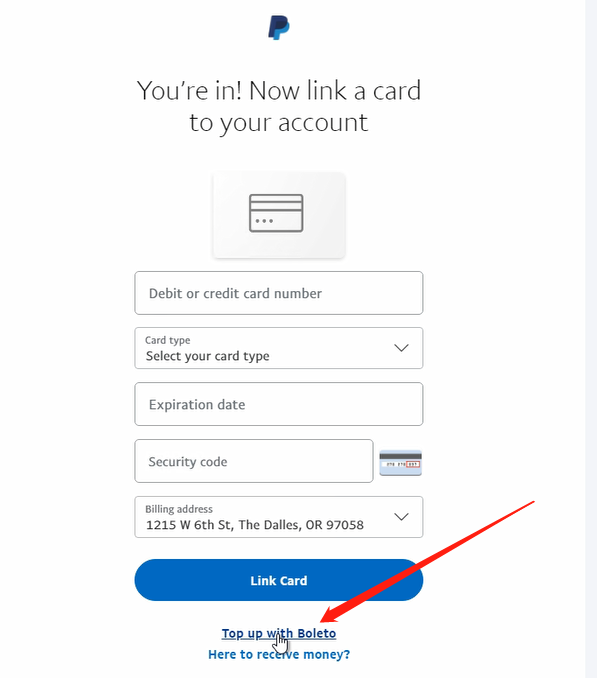 You're in! Now link a card
to your account
Debit or credit card number
Card type
Select your card type
Expiration date
Security code
Billing address
1215 W 6th St, The Dalles, OR 97058
Link Card
Top up with Boleto
Here to receive money?